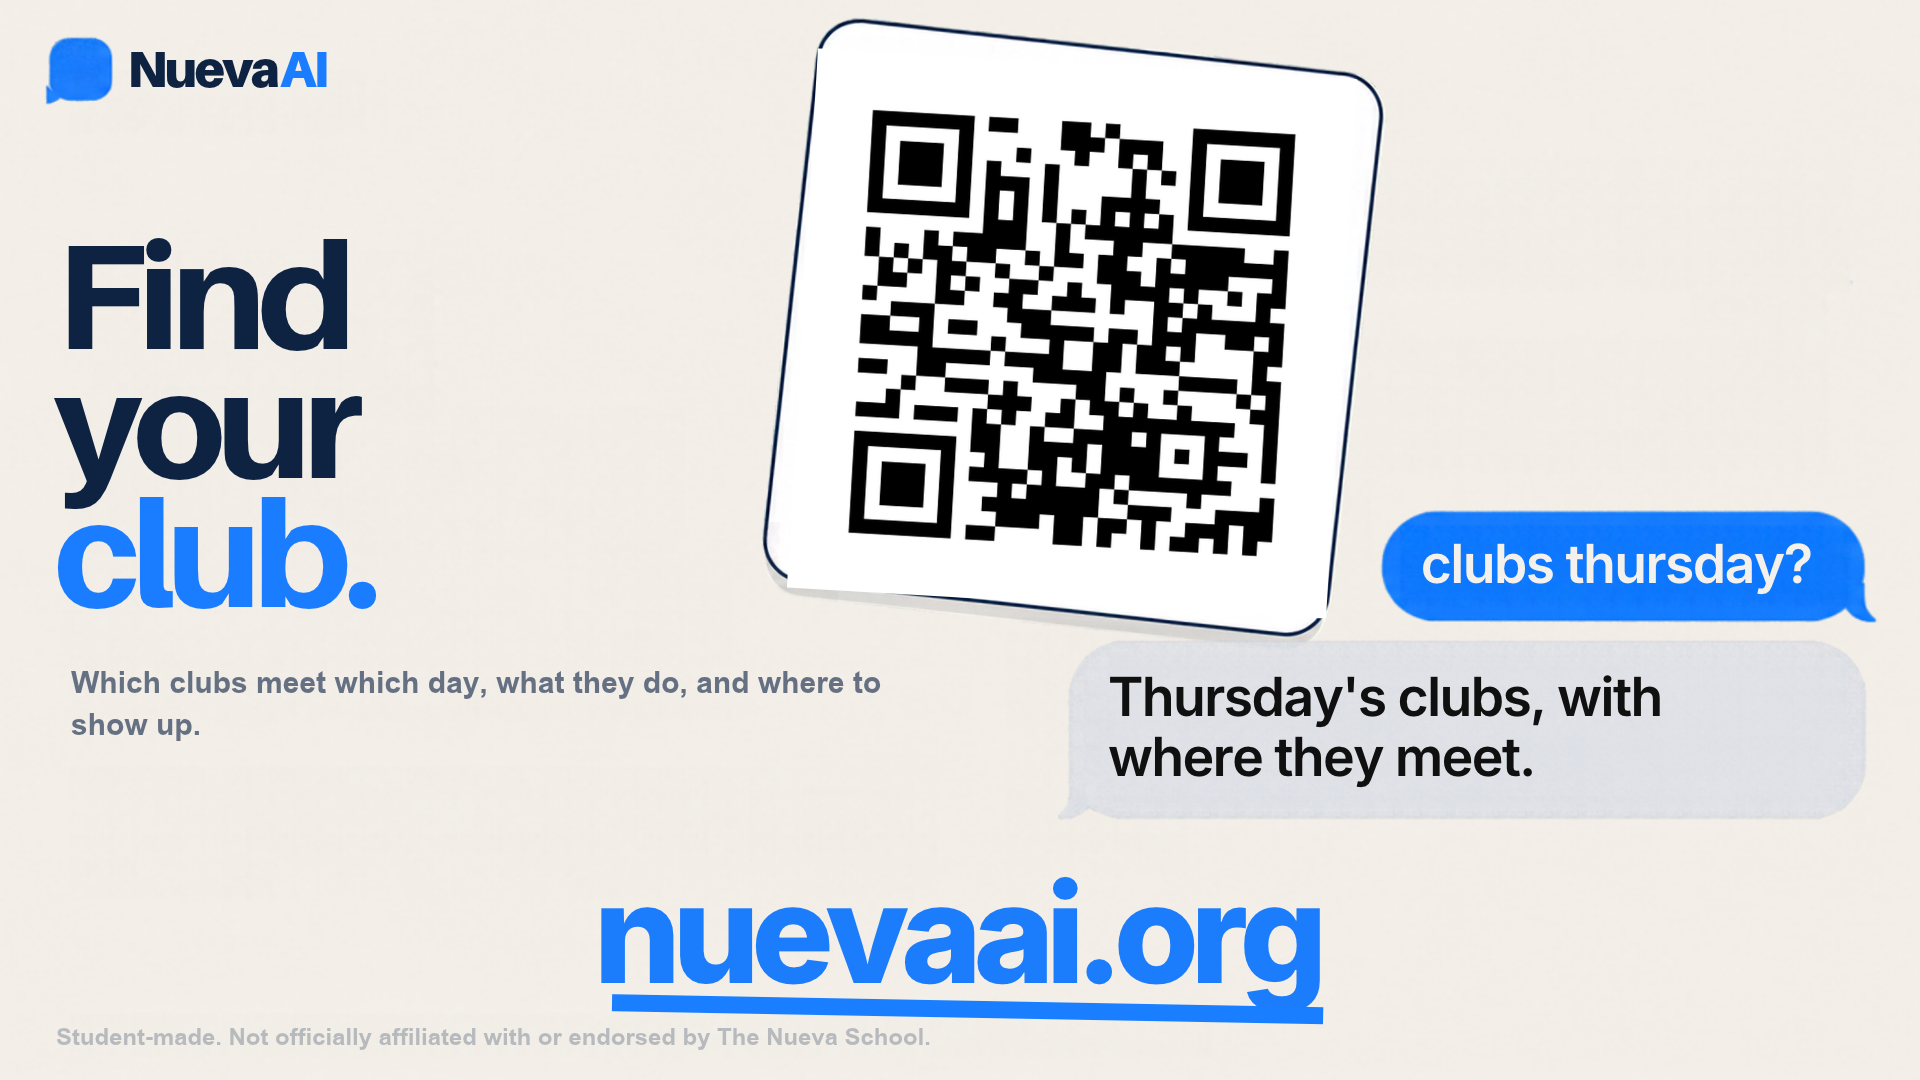 NuevaAI
Find
your
club.
Which clubs meet which day, what they do, and where to
show up.
clubs thursday?
Thursday's clubs, with
where they meet.
nuevaai.org
Student-made. Not officially affiliated with or endorsed by The Nueva School.